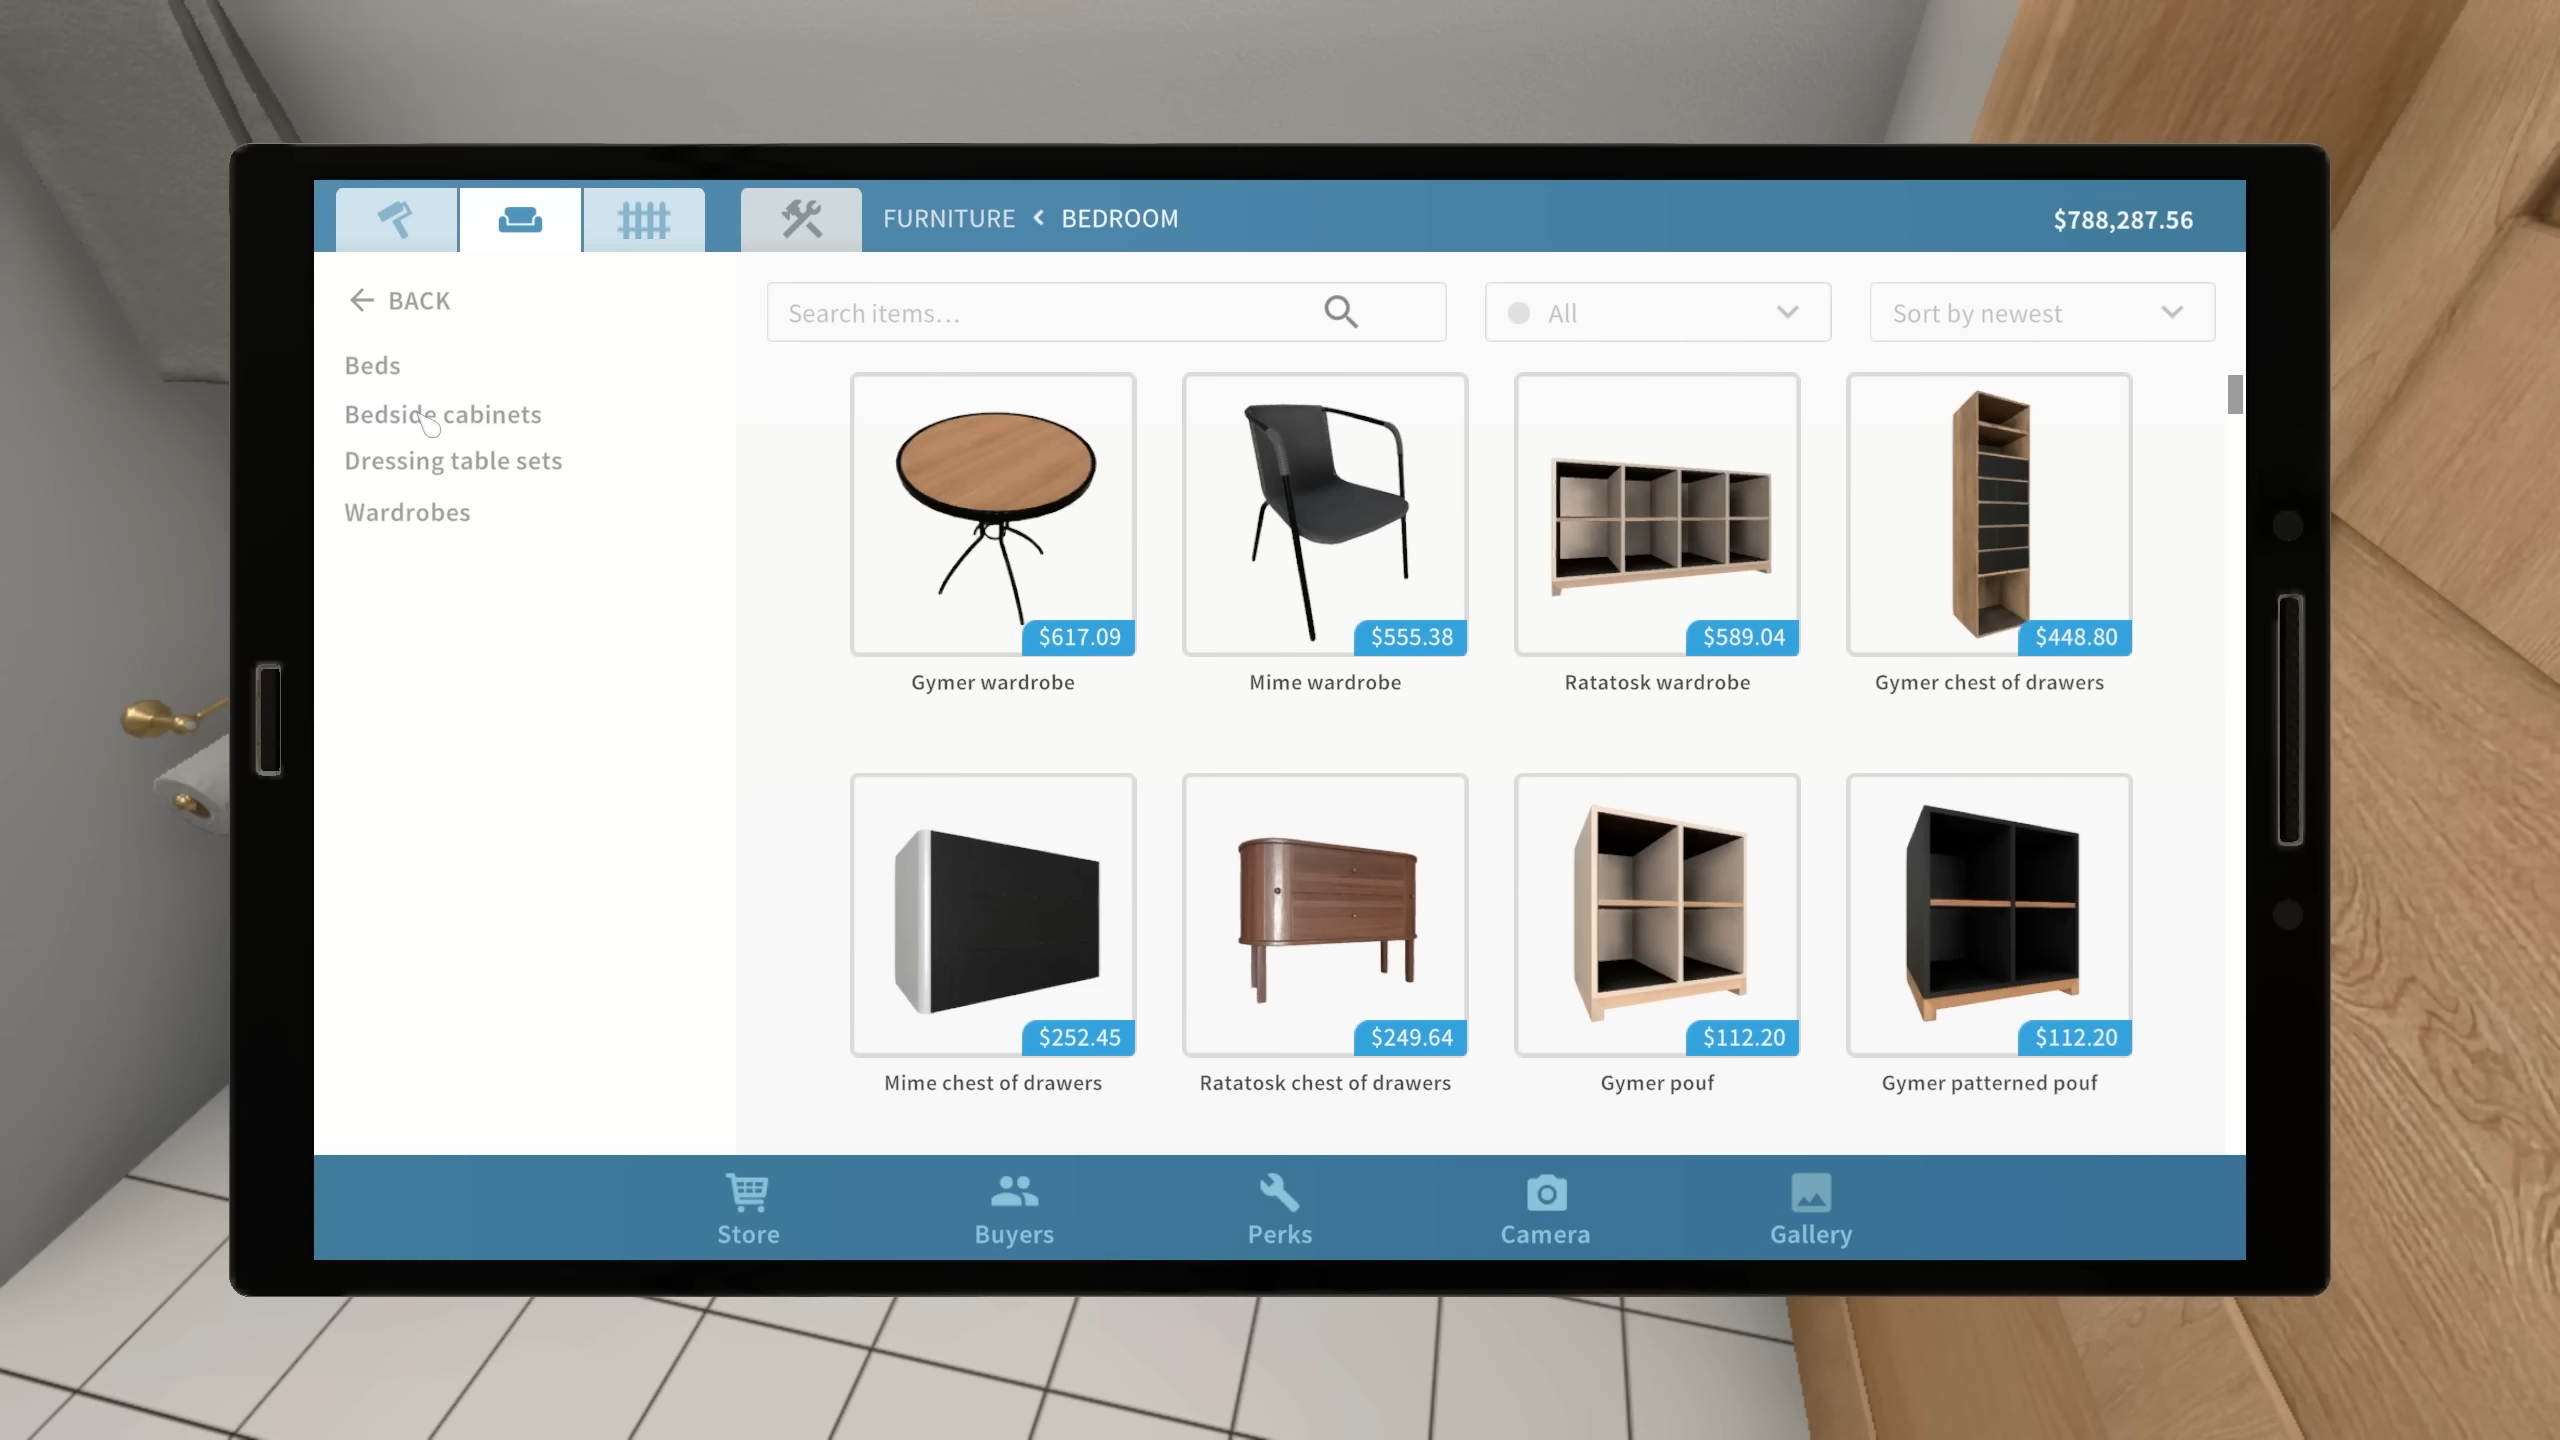 FURNITURE < BEDROOM
$788,287.56
BACK
Search items...
All
Sort by newest
Beds
Bedside cabinets
Dressing table sets
Wardrobes
$617.09
$555.38
$589.04
$448.80
Gymer wardrobe
Mime wardrobe
Ratatosk wardrobe
Gymer chest of drawers
$252.45
$249.64
$112.20
$112.20
Mime chest of drawers
Ratatosk chest of drawers
Gymer pouf
Gymer patterned pouf
Store
Buyers
Perks
Camera
Gallery